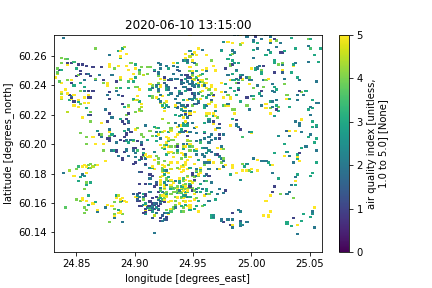 2020-06-10 13:15:00
60.26
60.24
60.22
60.20
60.18
60.16
60.14
latitude [degrees_north]
24.85 24.90 24.95 25.00 25.05
longitude [degrees_east]
5
4
3
2
1
0
air quality index [unitless,
1.0 to 5.0] [None]